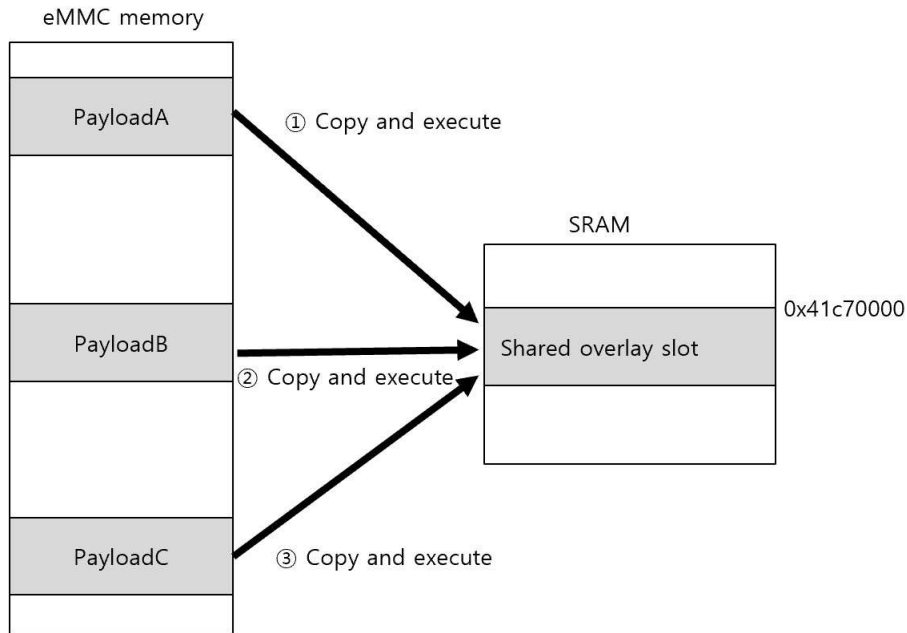 eMMC memory
PayloadA
① Copy and execute
SRAM
0x41c70000
PayloadB
Shared overlay slot
② Copy and execute
PayloadC
③ Copy and execute